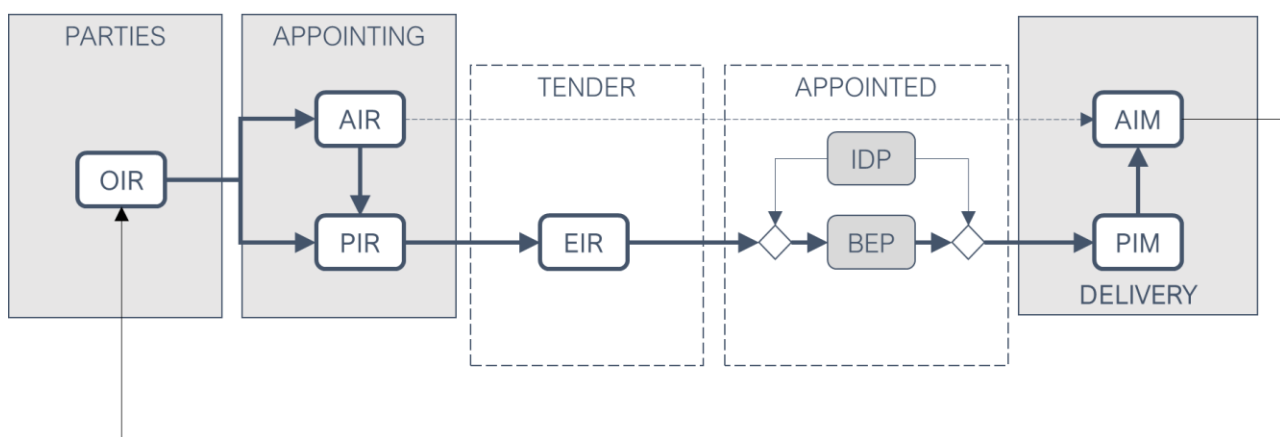 PARTIES
OIR
APPOINTING
AIR
PIR
TENDER
EIR
APPOINTED
IDP
BEP
AIM
PIM
DELIVERY